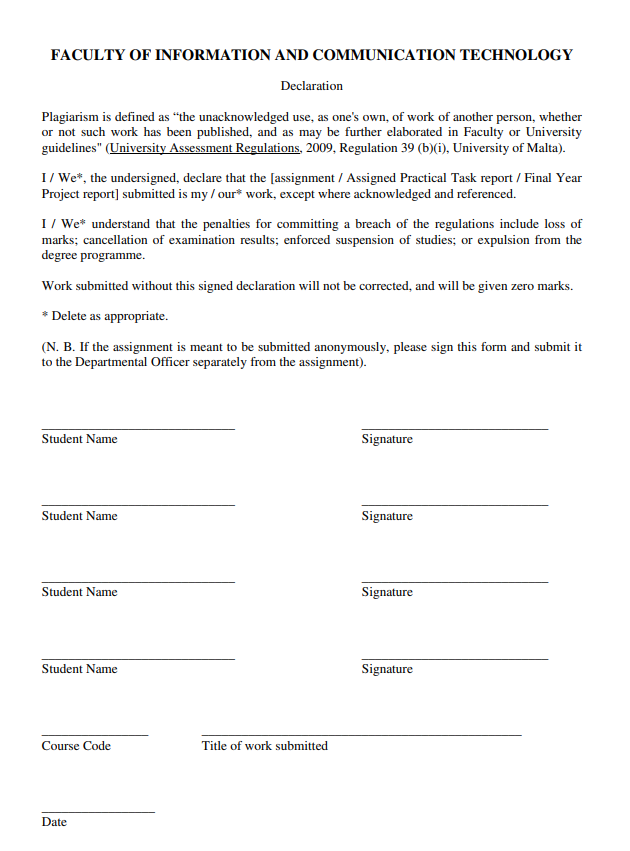 FACULTY OF INFORMATION AND COMMUNICATION TECHNOLOGY
Declaration
Plagiarism is defined as “the unacknowledged use, as one's own, of work of another person, whether
or not such work has been published, and as may be further elaborated in Faculty or University
guidelines" (University Assessment Regulations, 2009, Regulation 39 (b)(i), University of Malta).
I / We*, the undersigned, declare that the [assignment / Assigned Practical Task report / Final Year
Project report] submitted is my / our* work, except where acknowledged and referenced.
I / We* understand that the penalties for committing a breach of the regulations include loss of
marks; cancellation of examination results; enforced suspension of studies; or expulsion from the
degree programme.
Work submitted without this signed declaration will not be corrected, and will be given zero marks.
* Delete as appropriate.
(N. B. If the assignment is meant to be submitted anonymously, please sign this form and submit it
to the Departmental Officer separately from the assignment).
Student Name Signature
Student Name Signature
Student Name Signature
Student Name Signature
Course Code Title of work submitted
Date